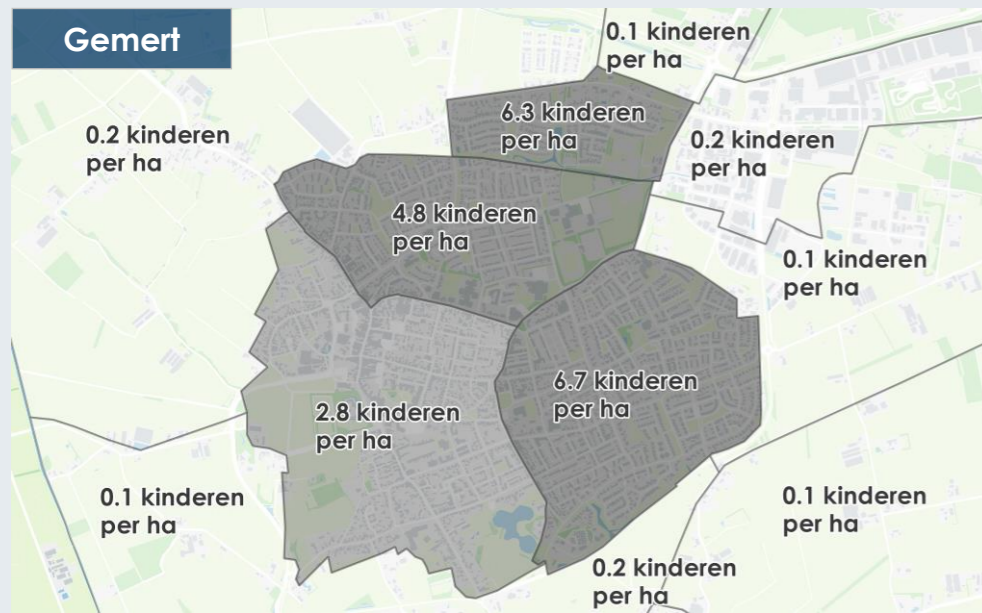 Gemert
0.1 kinderen
per ha
6.3 kinderen
per ha
0.2 kinderen
per ha
0.2 kinderen
per ha
4.8 kinderen
per ha
0.1 kinderen
per ha
6.7 kinderen
per ha
2.8 kinderen
per ha
0.1 kinderen
per ha
0.1 kinderen
per ha
0.2 kinderen
per ha